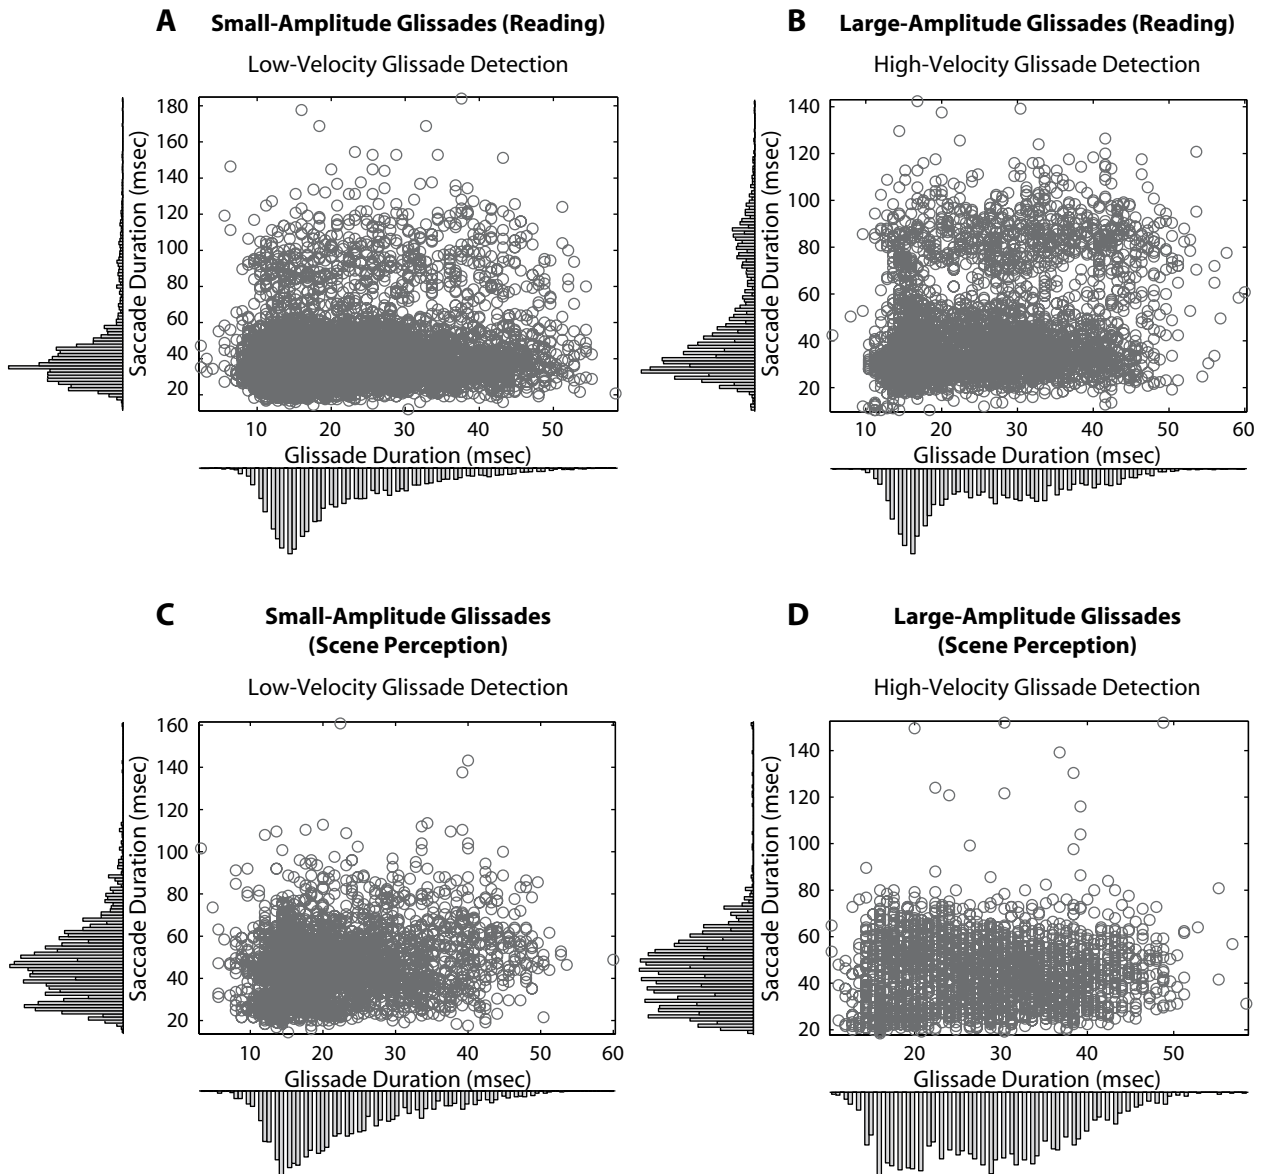 A Small-Amplitude Glissades (Reading)
Low-Velocity Glissade Detection
Saccade Duration (msec)
180
160
140
120
100
80
60
40
20
10 20 30 40 50
Glissade Duration (msec)
B Large-Amplitude Glissades (Reading)
High-Velocity Glissade Detection
Saccade Duration (msec)
140
120
100
80
60
40
20
10 20 30 40 50 60
Glissade Duration (msec)
C Small-Amplitude Glissades
(Scene Perception)
Low-Velocity Glissade Detection
Saccade Duration (msec)
160
140
120
100
80
60
40
20
10 20 30 40 50 60
Glissade Duration (msec)
D Large-Amplitude Glissades
(Scene Perception)
High-Velocity Glissade Detection
Saccade Duration (msec)
140
120
100
80
60
40
20
20 30 40 50
Glissade Duration (msec)